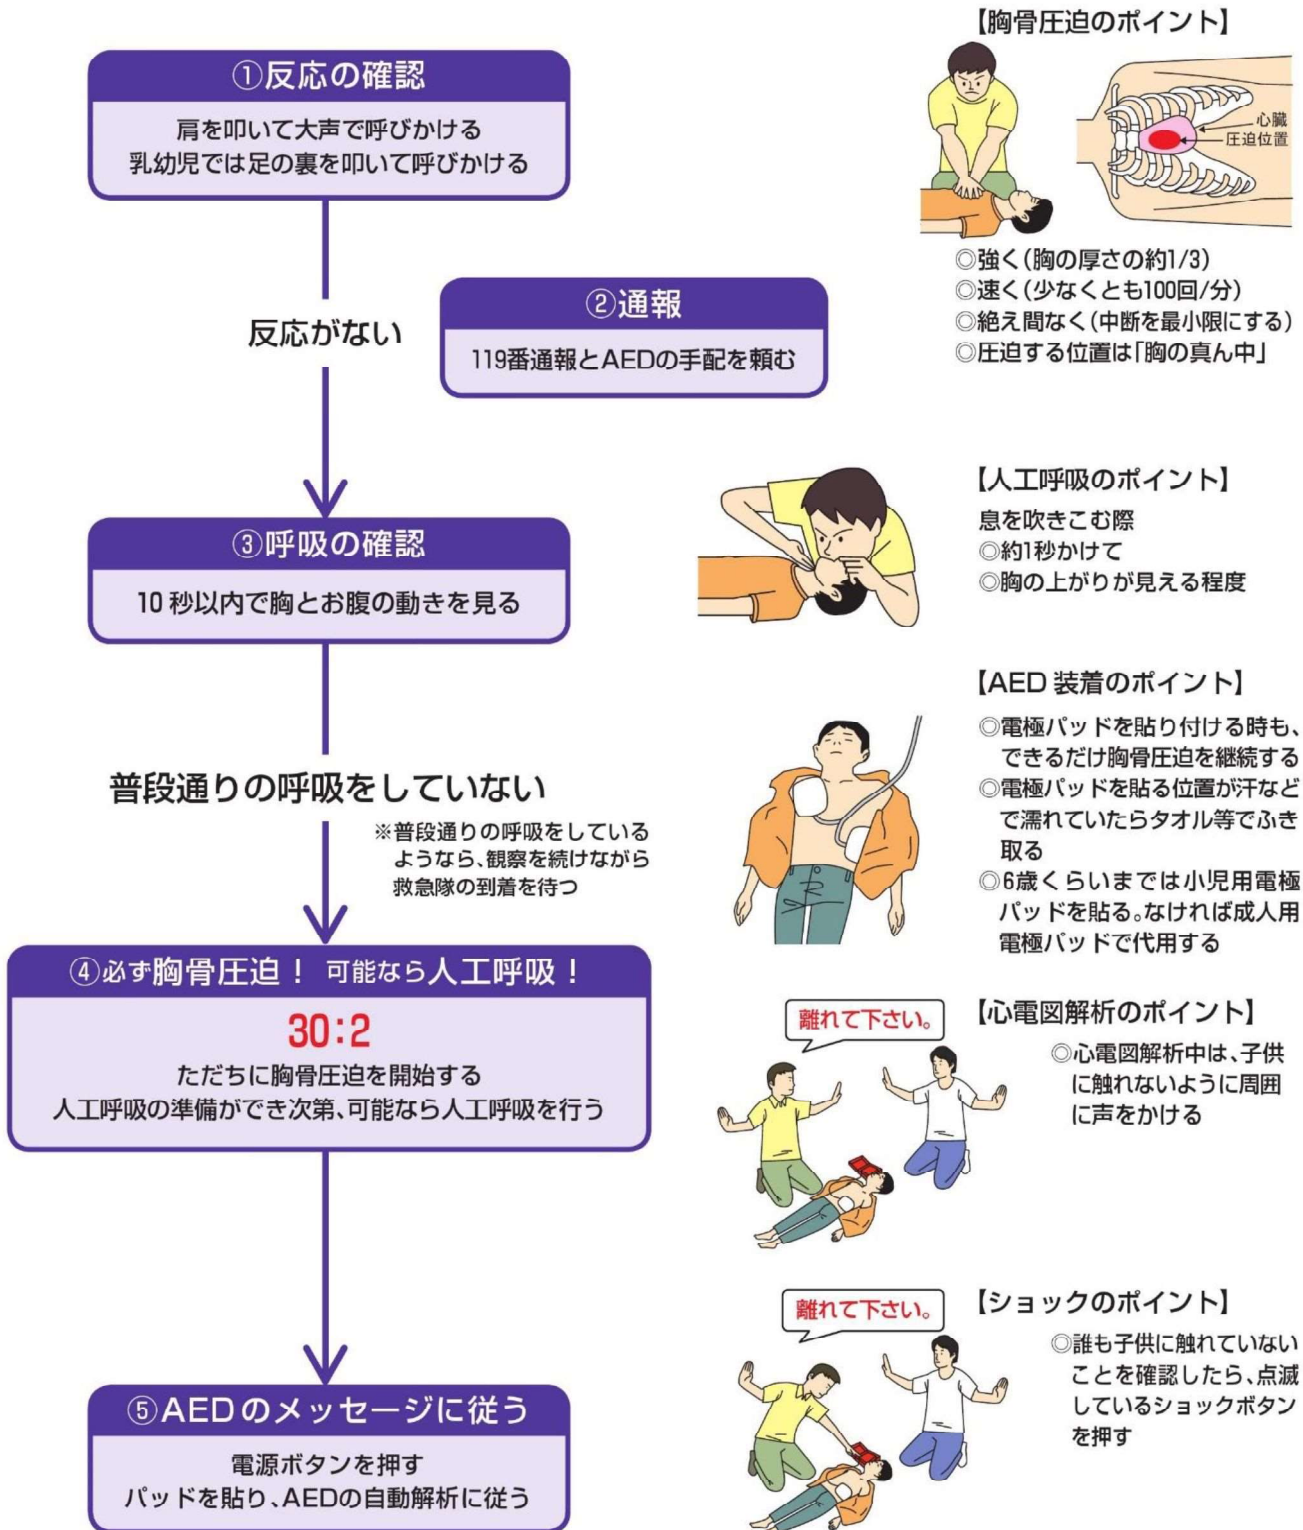 ①反応の確認
肩を叩いて大声で呼びかける
乳幼児では足の裏を叩いて呼びかける
反応がない
②通報
119番通報とAEDの手配を頼む
③呼吸の確認
10秒以内で胸とお腹の動きを見る
普段通りの呼吸をしていない
※普段通りの呼吸をしている
ようなら、観察を続けながら
救急隊の到着を待つ
④必ず胸骨圧迫! 可能なら人工呼吸!
30:2
ただちに胸骨圧迫を開始する
人工呼吸の準備ができ次第、可能なら人工呼吸を行う
⑤AEDのメッセージに従う
電源ボタンを押す
パッドを貼り、AEDの自動解析に従う
【胸骨圧迫のポイント】
心臓
圧迫位置
◎強く(胸の厚さの約1/3)
◎速く(少なくとも100回/分)
◎絶え間なく(中断を最小限にする)
◎圧迫する位置は「胸の真ん中」
【人工呼吸のポイント】
息を吹きこむ際
◎約1秒かけて
◎胸の上がりが見える程度
【AED 装着のポイント】
◎電極パッドを貼り付ける時も、
できるだけ胸骨圧迫を継続する
◎電極パッドを貼る位置が汗など
で濡れていたらタオル等でふき
取る
◎6歳くらいまでは小児用電極
パッドを貼る。なければ成人用
電極パッドで代用する
離れて下さい。
【心電図解析のポイント】
◎心電図解析中は、子供
に触れないように周囲
に声をかける
離れて下さい。
【ショックのポイント】
◎誰も子供に触れていない
ことを確認したら、点滅
しているショックボタン
を押す